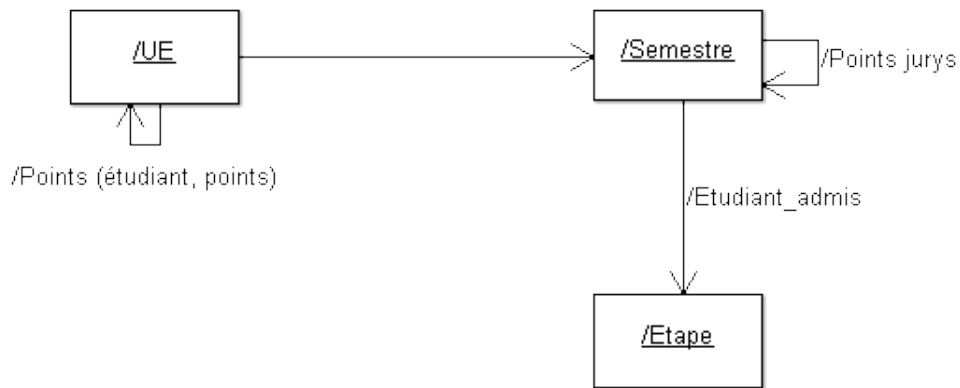 /UE
/Semestre
/Points jurys
/Points (étudiant, points)
/Etudiant_admis
/Etape